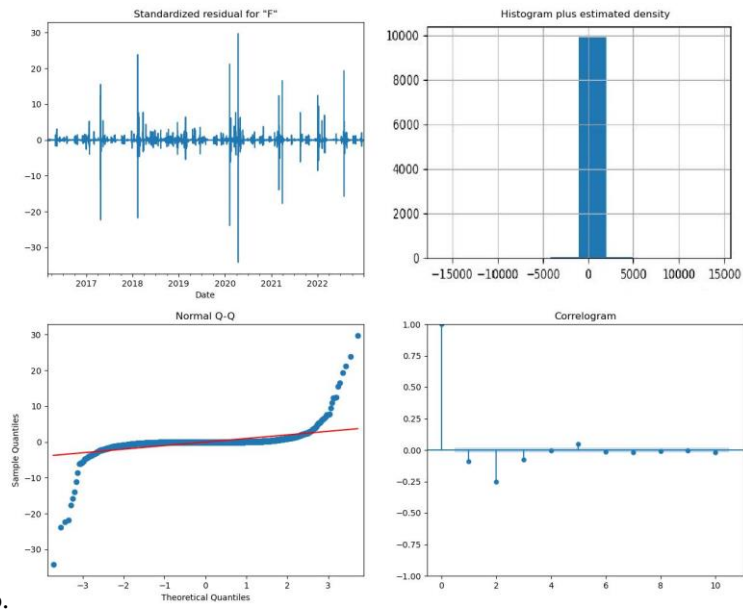 Standardized residual for "F"
30
20
10
0
−10
−20
−30
2017 2018 2019 2020 2021 2022
Date
Histogram plus estimated density
10000
8000
6000
4000
2000
0
−15000 −10000 −5000 0 5000 10000 15000
Normal Q-Q
30
20
10
0
−10
−20
−30
Sample Quantiles
−3 −2 −1 0 1 2 3
Theoretical Quantiles
Correlogram
1.00
0.75
0.50
0.25
0.00
−0.25
−0.50
−0.75
−1.00
0 2 4 6 8 10